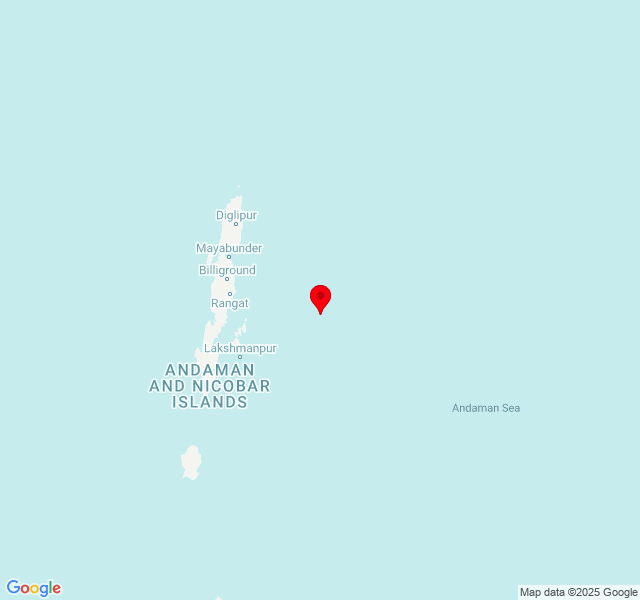 Diglipur
Mayabunder
Billiground
Rangat
Lakshmanpur
ANDAMAN
AND NICOBAR
ISLANDS
Andaman Sea
Google
Map data ©2025 Google